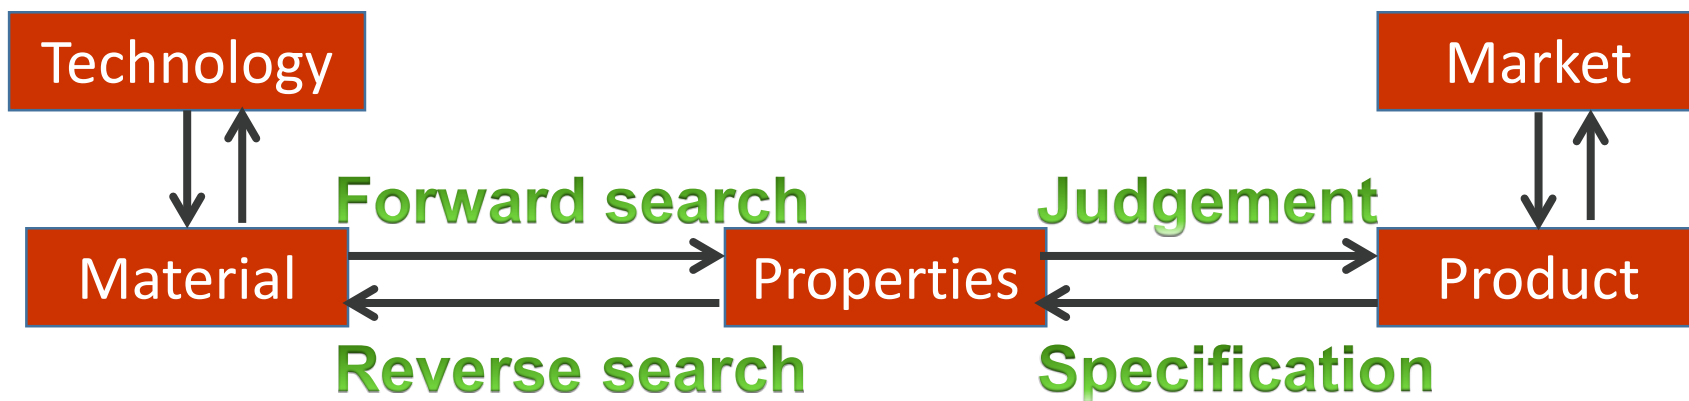 Technology
Market
Forward search
Judgement
Material
Properties
Product
Reverse search
Specification